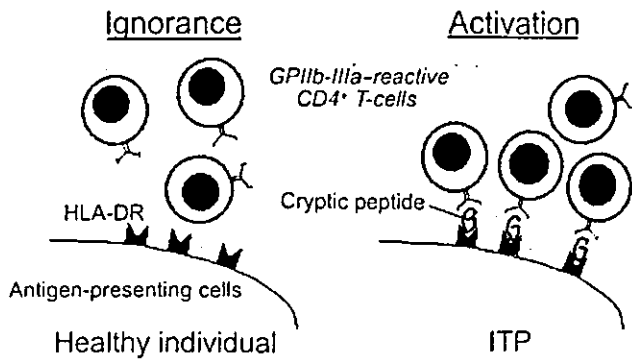 Ignorance
Activation
GPIIb-IIIa-reactive
CD4+ T-cells
HLA-DR
Cryptic peptide
Antigen-presenting cells
Healthy individual
ITP